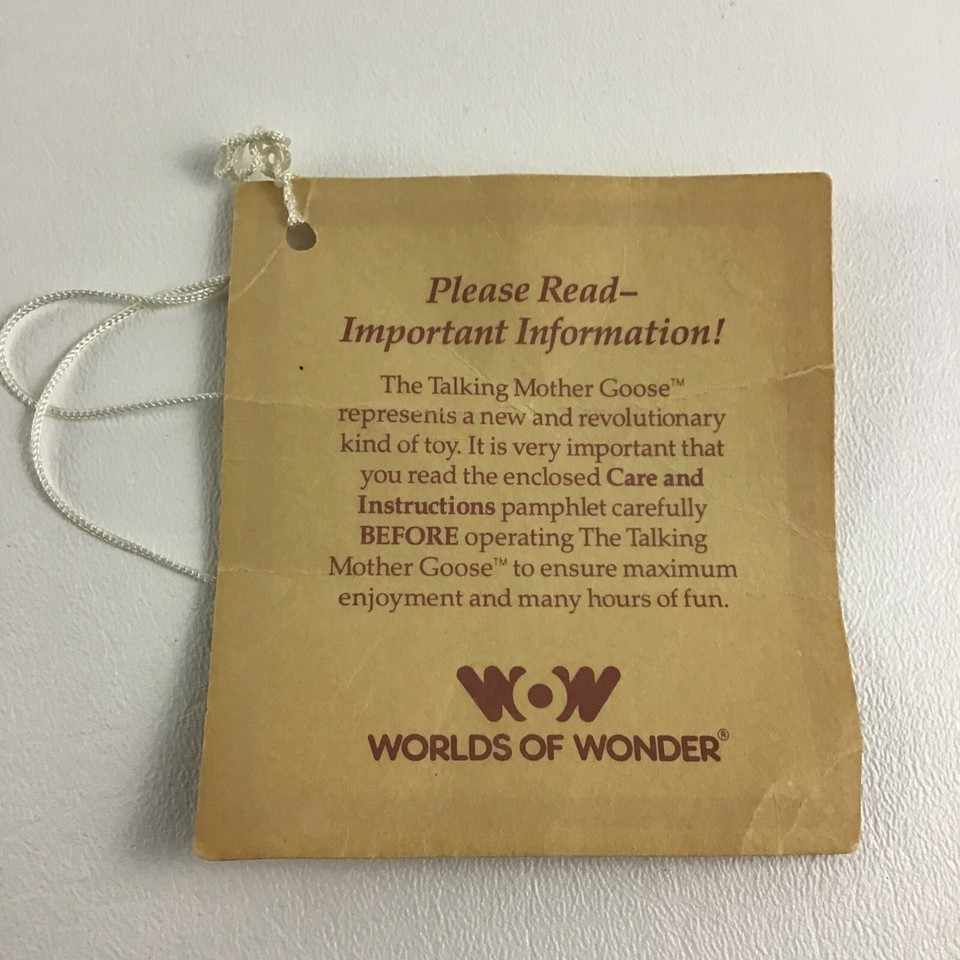 Please Read–
Important Information!
The Talking Mother Goose™
represents a new and revolutionary
kind of toy. It is very important that
you read the enclosed Care and
Instructions pamphlet carefully
BEFORE operating The Talking
Mother Goose™ to ensure maximum
enjoyment and many hours of fun.
WOW
WORLDS OF WONDER®